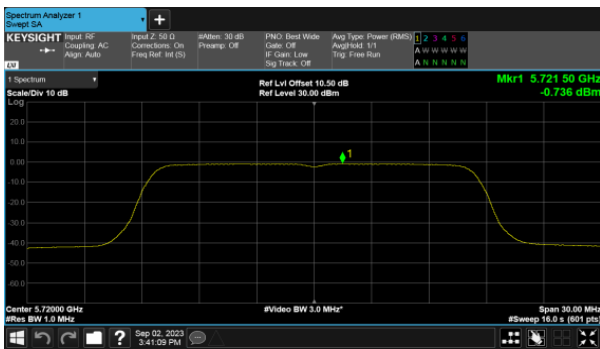 Spectrum Analyzer 1
Swept SA
+
KEYSIGHT
Input: RF
Coupling: AC
Align: Auto
Input Z: 50 Ω
Corrections: On
Freq Ref: Int (S)
#Atten: 30 dB
Preamp: Off
PNO: Best Wide
Gate: Off
IF Gain: Low
Sig Track: Off
Avg Type: Power (RMS)
Avg|Hold: 1/1
Trig: Free Run
1 2 3 4 5 6
A W W W W W
A N N N N N
LXI
1 Spectrum
Scale/Div 10 dB
Log
Ref Lvl Offset 10.50 dB
Ref Level 30.00 dBm
Mkr1 5.721 50 GHz
-0.736 dBm
20.0
10.0
0.00
-10.0
-20.0
-30.0
-40.0
-50.0
-60.0
1
Center 5.72000 GHz
#Res BW 1.0 MHz
#Video BW 3.0 MHz*
Span 30.00 MHz
#Sweep 16.0 s (601 pts)
?
Sep 02, 2023
3:41:09 PM